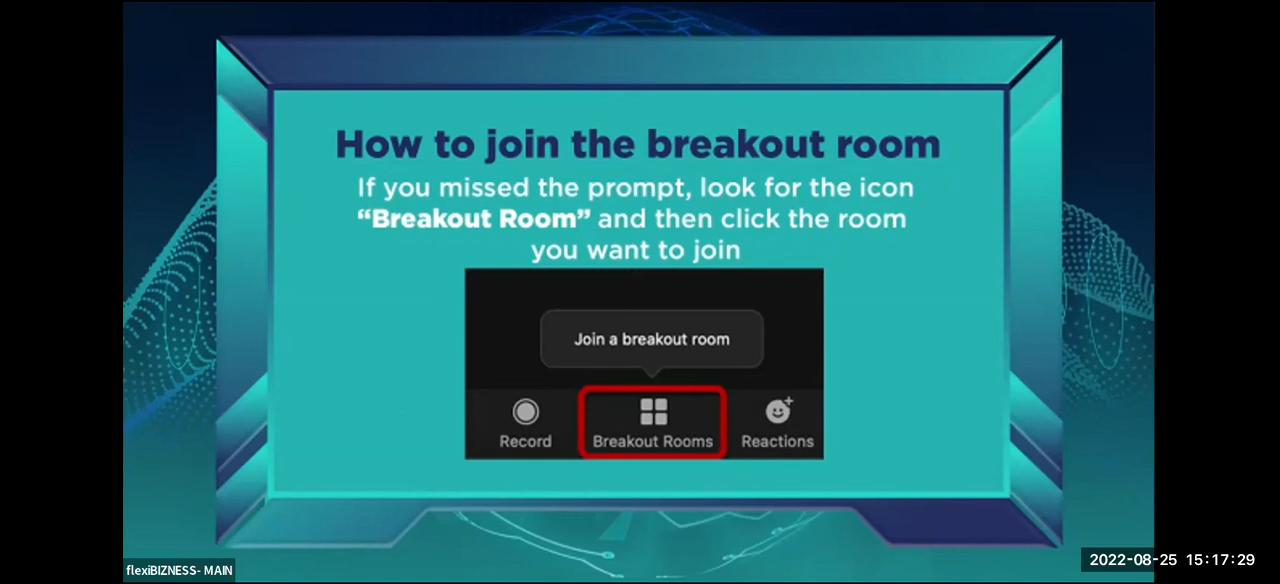 How to join the breakout room
If you missed the prompt, look for the icon
“Breakout Room” and then click the room
you want to join
Join a breakout room
Record
Breakout Rooms
Reactions
flexiBIZNESS- MAIN
2022-08-25 15:17:29